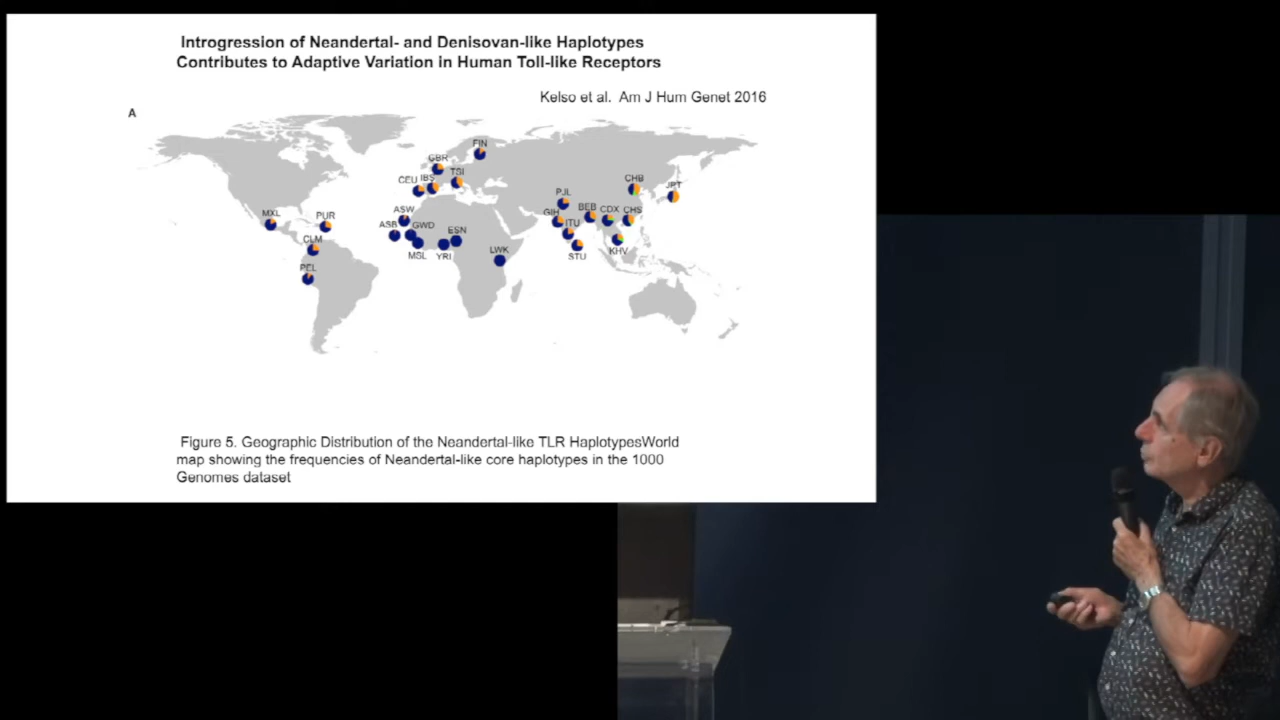 Introgression of Neandertal- and Denisovan-like Haplotypes
Contributes to Adaptive Variation in Human Toll-like Receptors
Kelso et al. Am J Hum Genet 2016
A
FIN
GBR
CEU IBS TSI
CHB
JPT
PJL
MXL
PUR
ASW
GIH
BEB
CDX
CHS
ASB
GWD
ESN
ITU
CLM
MSL
YRI
LWK
STU
KHV
PEL
Figure 5. Geographic Distribution of the Neandertal-like TLR HaplotypesWorld
map showing the frequencies of Neandertal-like core haplotypes in the 1000
Genomes dataset